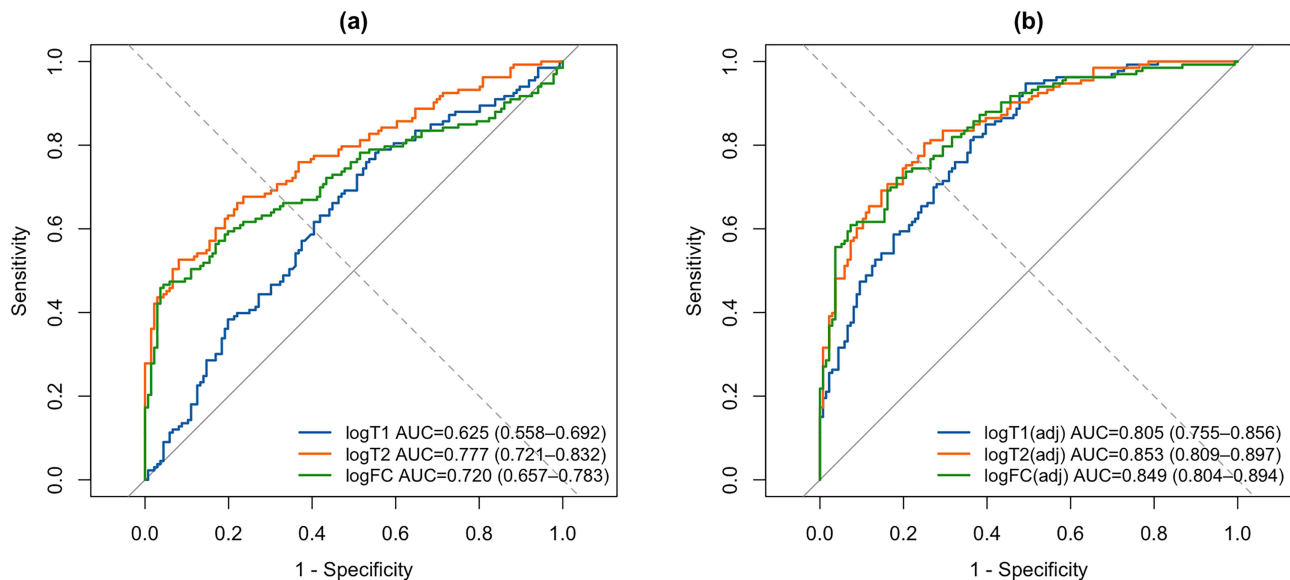 (a)
1.0
0.8
0.6
0.4
0.2
0.0
Sensitivity
logT1 AUC=0.625 (0.558–0.692)
logT2 AUC=0.777 (0.721–0.832)
logFC AUC=0.720 (0.657–0.783)
0.0 0.2 0.4 0.6 0.8 1.0
1 - Specificity
(b)
1.0
0.8
0.6
0.4
0.2
0.0
Sensitivity
logT1(adj) AUC=0.805 (0.755–0.856)
logT2(adj) AUC=0.853 (0.809–0.897)
logFC(adj) AUC=0.849 (0.804–0.894)
0.0 0.2 0.4 0.6 0.8 1.0
1 - Specificity